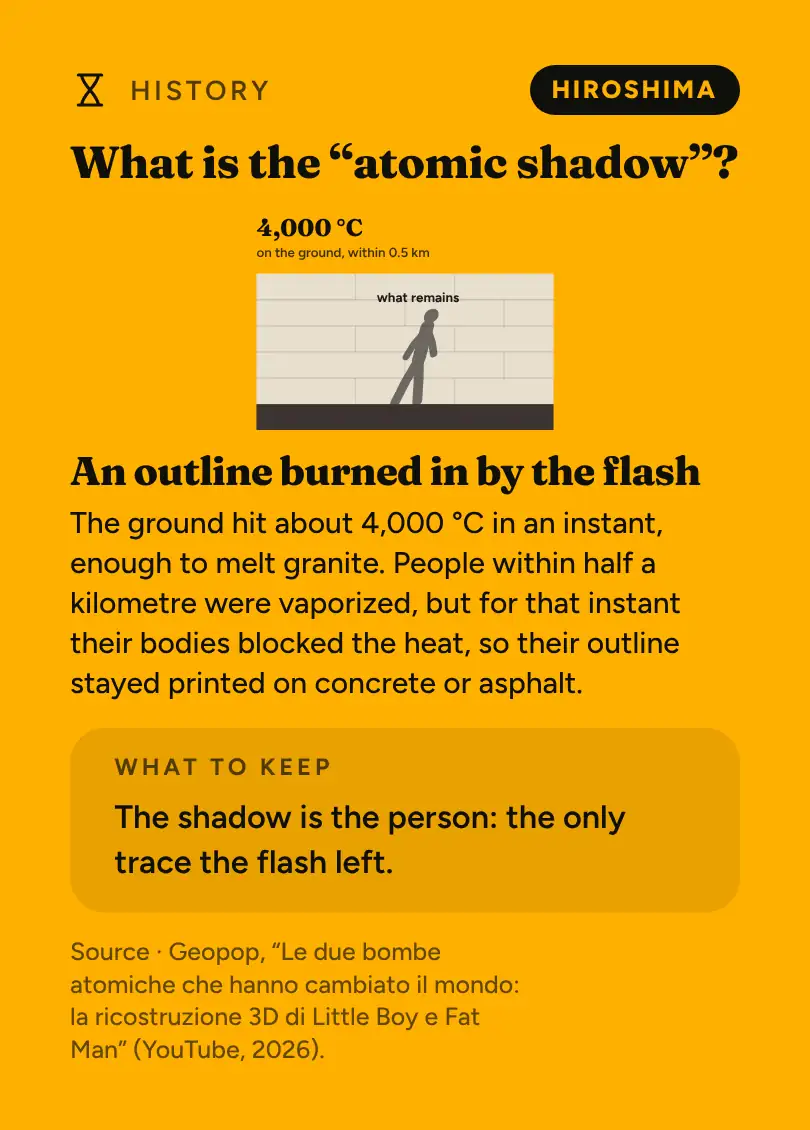 HISTORY
HIROSHIMA
What is the “atomic shadow”?
4,000 °C
on the ground, within 0.5 km
what remains
An outline burned in by the flash
The ground hit about 4,000 °C in an instant,
enough to melt granite. People within half a
kilometre were vaporized, but for that instant
their bodies blocked the heat, so their outline
stayed printed on concrete or asphalt.
WHAT TO KEEP
The shadow is the person: the only
trace the flash left.
Source · Geopop, “Le due bombe
atomiche che hanno cambiato il mondo:
la ricostruzione 3D di Little Boy e Fat
Man” (YouTube, 2026).